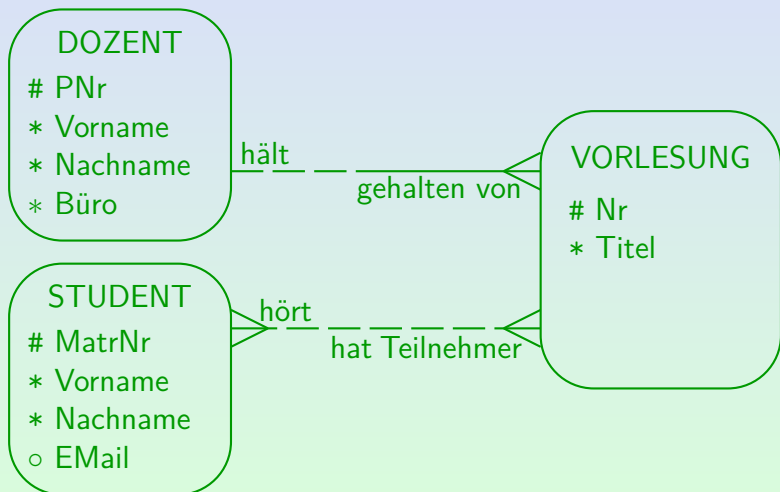 DOZENT
# PNr
* Vorname
* Nachname
* Büro
hält
gehalten von
VORLESUNG
# Nr
* Titel
STUDENT
# MatrNr
* Vorname
* Nachname
○ EMail
hört
hat Teilnehmer